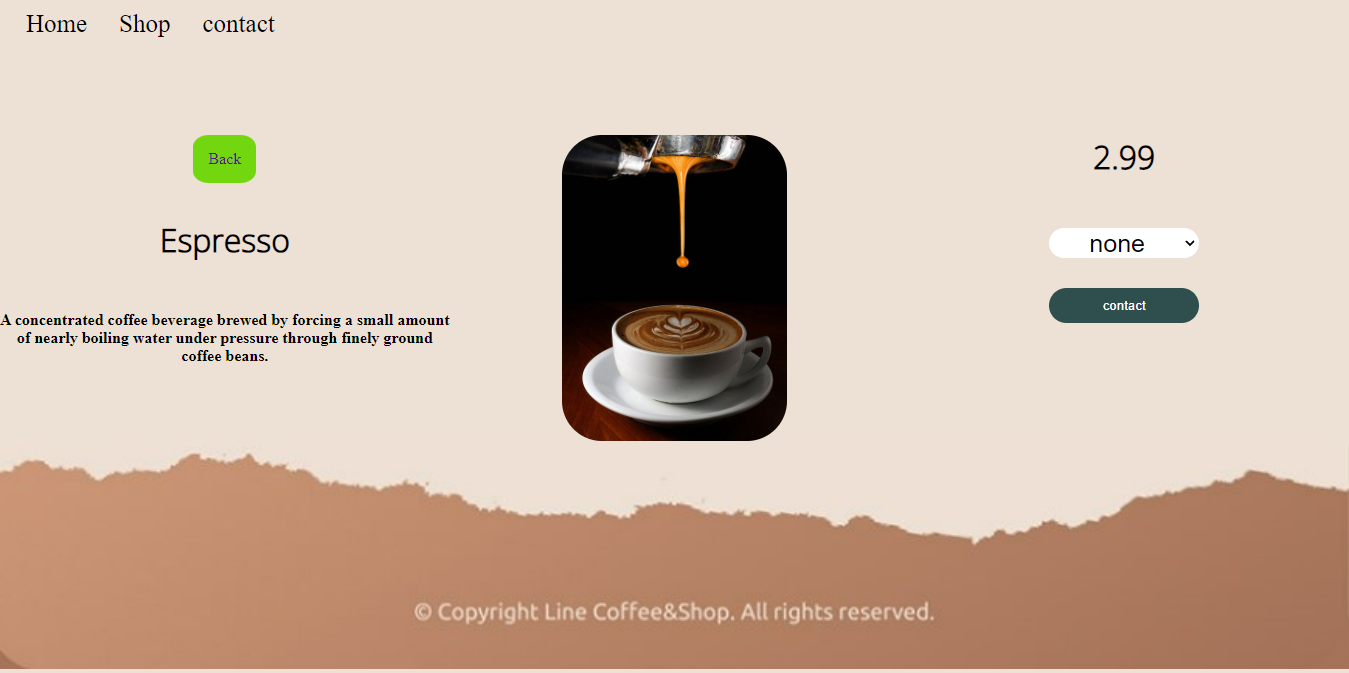 Home Shop contact
Back
Espresso
A concentrated coffee beverage brewed by forcing a small amount
of nearly boiling water under pressure through finely ground
coffee beans.
2.99
none
contact
© Copyright Line Coffee&Shop. All rights reserved.